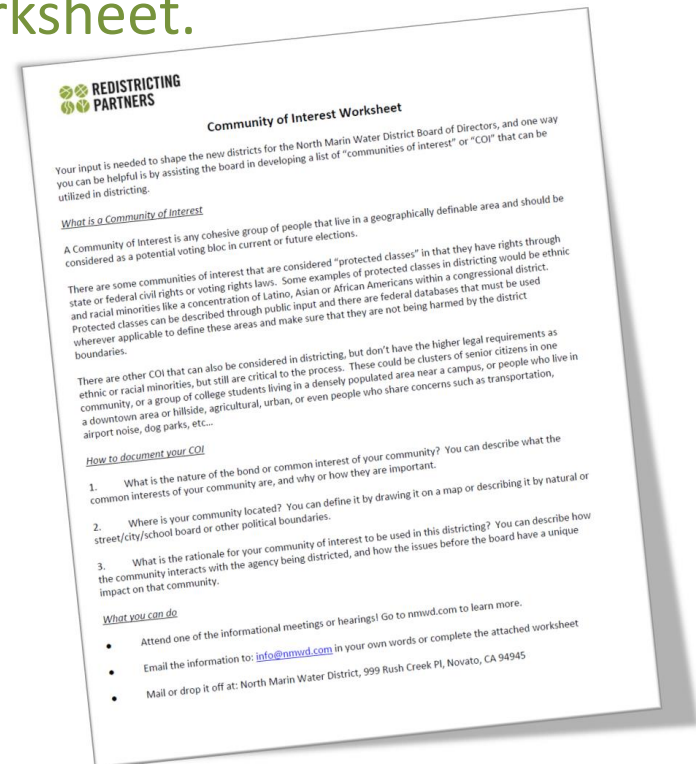 rksheet.
REDISTRICTING
PARTNERS
Community of Interest Worksheet
Your input is needed to shape the new districts for the North Marin Water District Board of Directors, and one way
you can be helpful is by assisting the board in developing a list of “communities of interest” or “COI” that can be
utilized in districting.
What is a Community of Interest
A Community of Interest is any cohesive group of people that live in a geographically definable area and should be
considered as a potential voting bloc in current or future elections.
There are some communities of interest that are considered “protected classes” in that they have rights through
state or federal civil rights or voting rights laws. Some examples of protected classes in districting would be ethnic
and racial minorities like a concentration of Latino, Asian or African Americans within a congressional district.
Protected classes can be described through public input and there are federal databases that must be used
wherever applicable to define these areas and make sure that they are not being harmed by the district
boundaries.
There are other COI that can also be considered in districting, but don’t have the higher legal requirements as
ethnic or racial minorities, but still are critical to the process. These could be clusters of senior citizens in one
community, or a group of college students living in a densely populated area near a campus, or people who live in
a downtown area or hillside, agricultural, urban, or even people who share concerns such as transportation,
airport noise, dog parks, etc...
How to document your COI
1. What is the nature of the bond or common interest of your community? You can describe what the
common interests of your community are, and why or how they are important.
2. Where is your community located? You can define it by drawing it on a map or describing it by natural or
street/city/school board or other political boundaries.
3. What is the rationale for your community of interest to be used in this districting? You can describe how
the community interacts with the agency being districted, and how the issues before the board have a unique
impact on that community.
What you can do
• Attend one of the informational meetings or hearings! Go to nmwd.com to learn more.
• Email the information to: info@nmwd.com in your own words or complete the attached worksheet
• Mail or drop it off at: North Marin Water District, 999 Rush Creek Pl, Novato, CA 94945